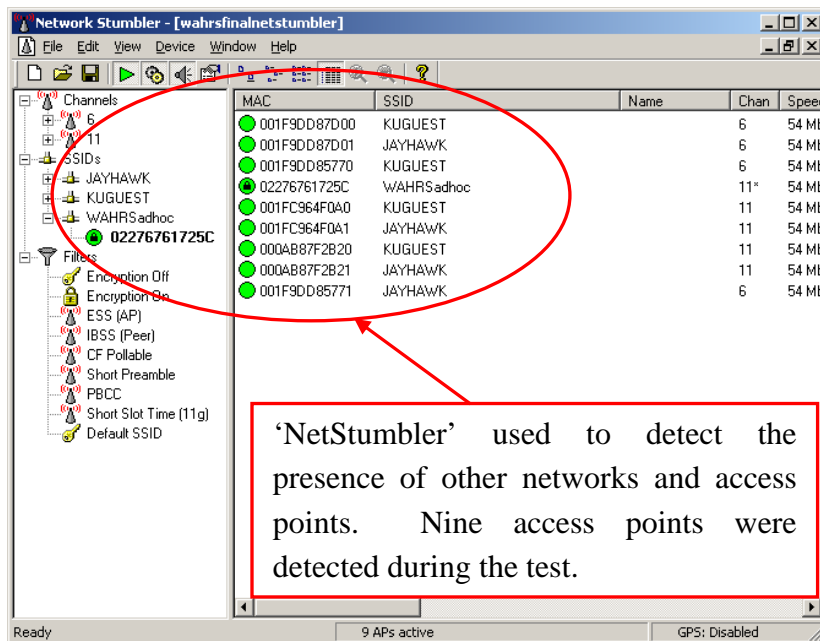 Network Stumbler - [wahrsfinalnetstumbler]
File Edit View Device Window Help
Channels
6
11
SSIDs
JAYHAWK
KUGUEST
WAHRSadhoc
02276761725C
Filters
Encryption Off
Encryption On
ESS (AP)
IBSS (Peer)
CF Pollable
Short Preamble
PBCC
Short Slot Time (11g)
Default SSID
MAC SSID Name Chan Speed
001F9DD87D00 KUGUEST 6 54 Mb
001F9DD87D01 JAYHAWK 6 54 Mb
001F9DD85770 KUGUEST 6 54 Mb
02276761725C WAHRSadhoc 11* 54 Mb
001FC964F0A0 KUGUEST 11 54 Mb
001FC964F0A1 JAYHAWK 11 54 Mb
000AB87F2B20 KUGUEST 11 54 Mb
000AB87F2B21 JAYHAWK 11 54 Mb
001F9DD85771 JAYHAWK 6 54 Mb
‘NetStumbler’ used to detect the
presence of other networks and access
points. Nine access points were
detected during the test.
Ready 9 APs active GPS: Disabled